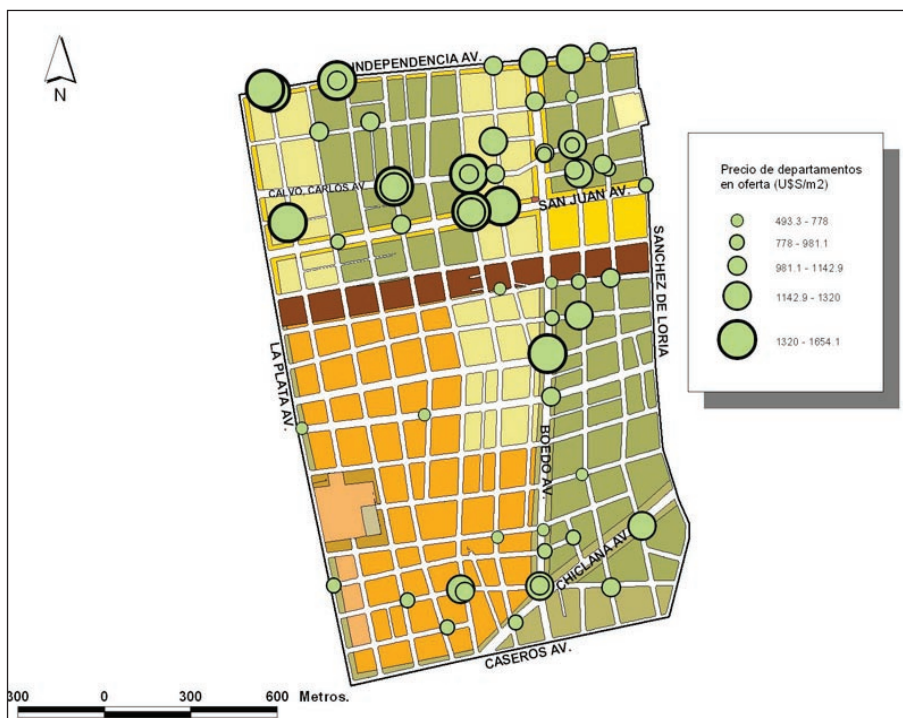 INDEPENDENCIA AV.
N
CALVO, CARLOS AV
SAN JUAN AV.
SANCHEZ DE LORIA
LA PLATA AV.
BOEDO AV.
CHICLANA AV.
CASEROS AV.
Precio de departamentos
en oferta (U$S/m2)
493.3 - 778
778 - 981.1
981.1 - 1142.9
1142.9 - 1320
1320 - 1654.1
300 0 300 600 Metros.